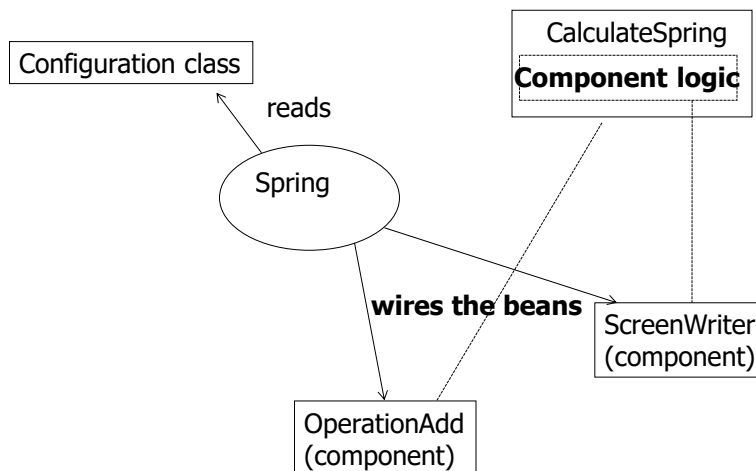 CalculateSpring
Configuration class
Component logic
reads
Spring
wires the beans
ScreenWriter
(component)
OperationAdd
(component)